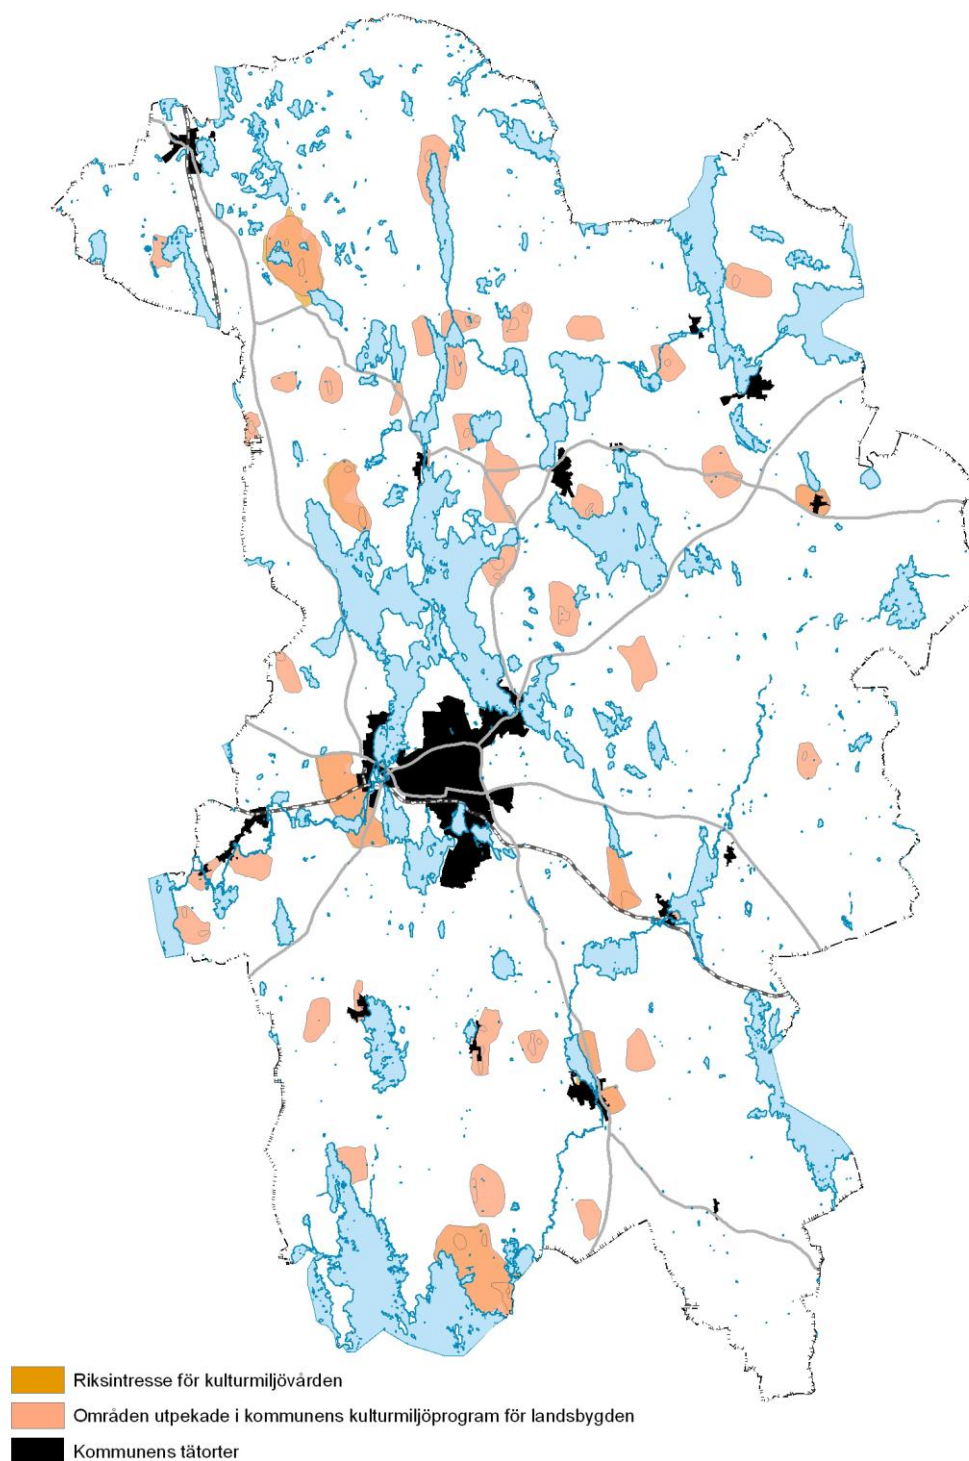 Riksintresse för kulturmiljövården
Områden utpekade i kommunens kulturmiljöprogram för landsbygden
Kommunens tätorter